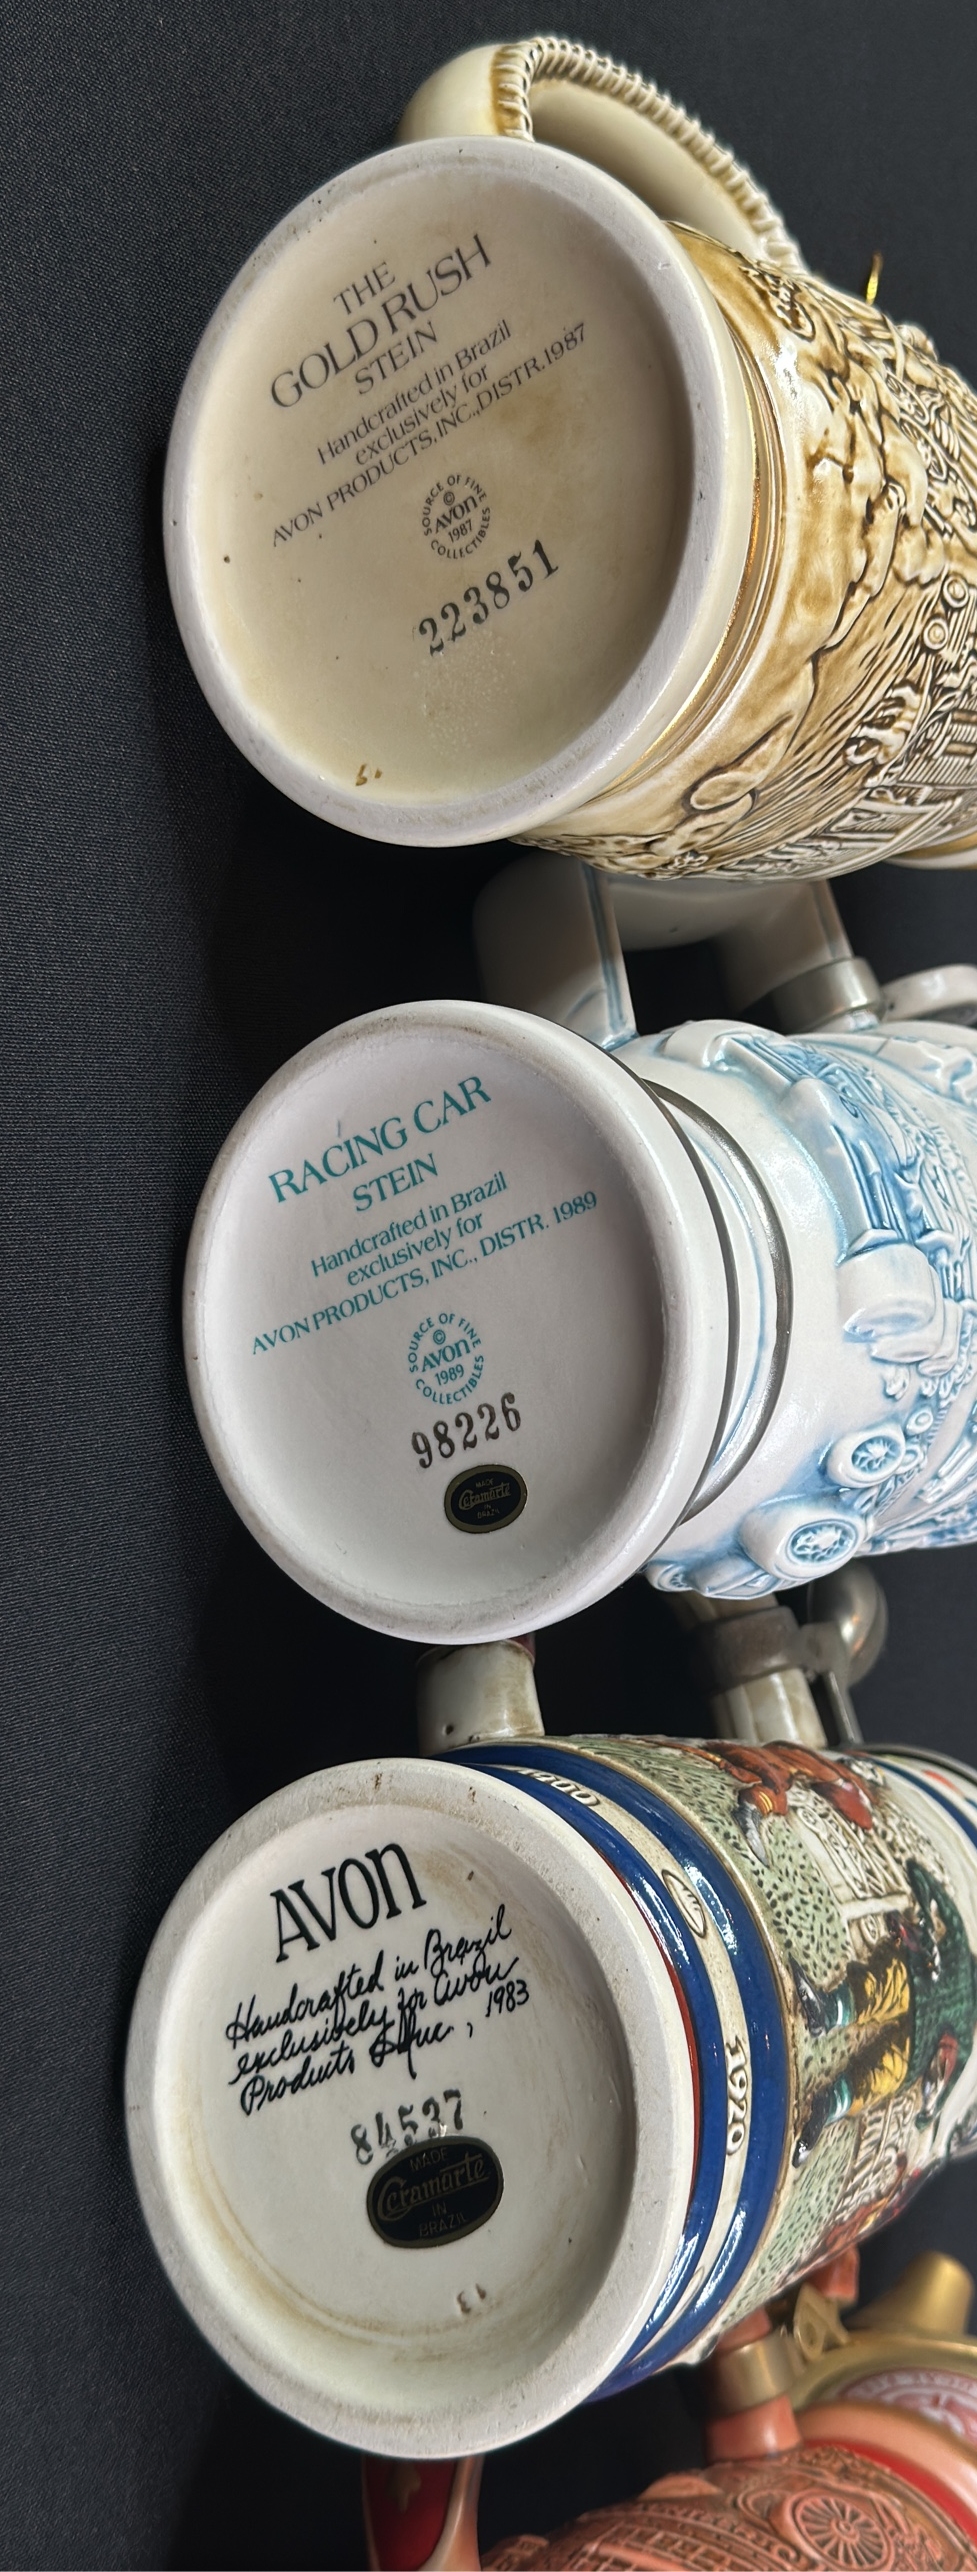 THE
GOLD RUSH
STEIN
Handcrafted in Brazil
exclusively for
AVON PRODUCTS, INC., DISTR. 1987
SOURCE OF FINE
©
AVON
1987
COLLECTIBLES
223851
RACING CAR
STEIN
Handcrafted in Brazil
exclusively for
AVON PRODUCTS, INC., DISTR. 1989
SOURCE OF FINE
©
AVON
1989
COLLECTIBLES
98226
MADE
Ceramarte
IN
BRAZIL
AVON
Handcrafted in Brazil
exclusively for Avon
Products Inc., 1983
84537
MADE
Ceramarte
IN
BRAZIL
13
1920